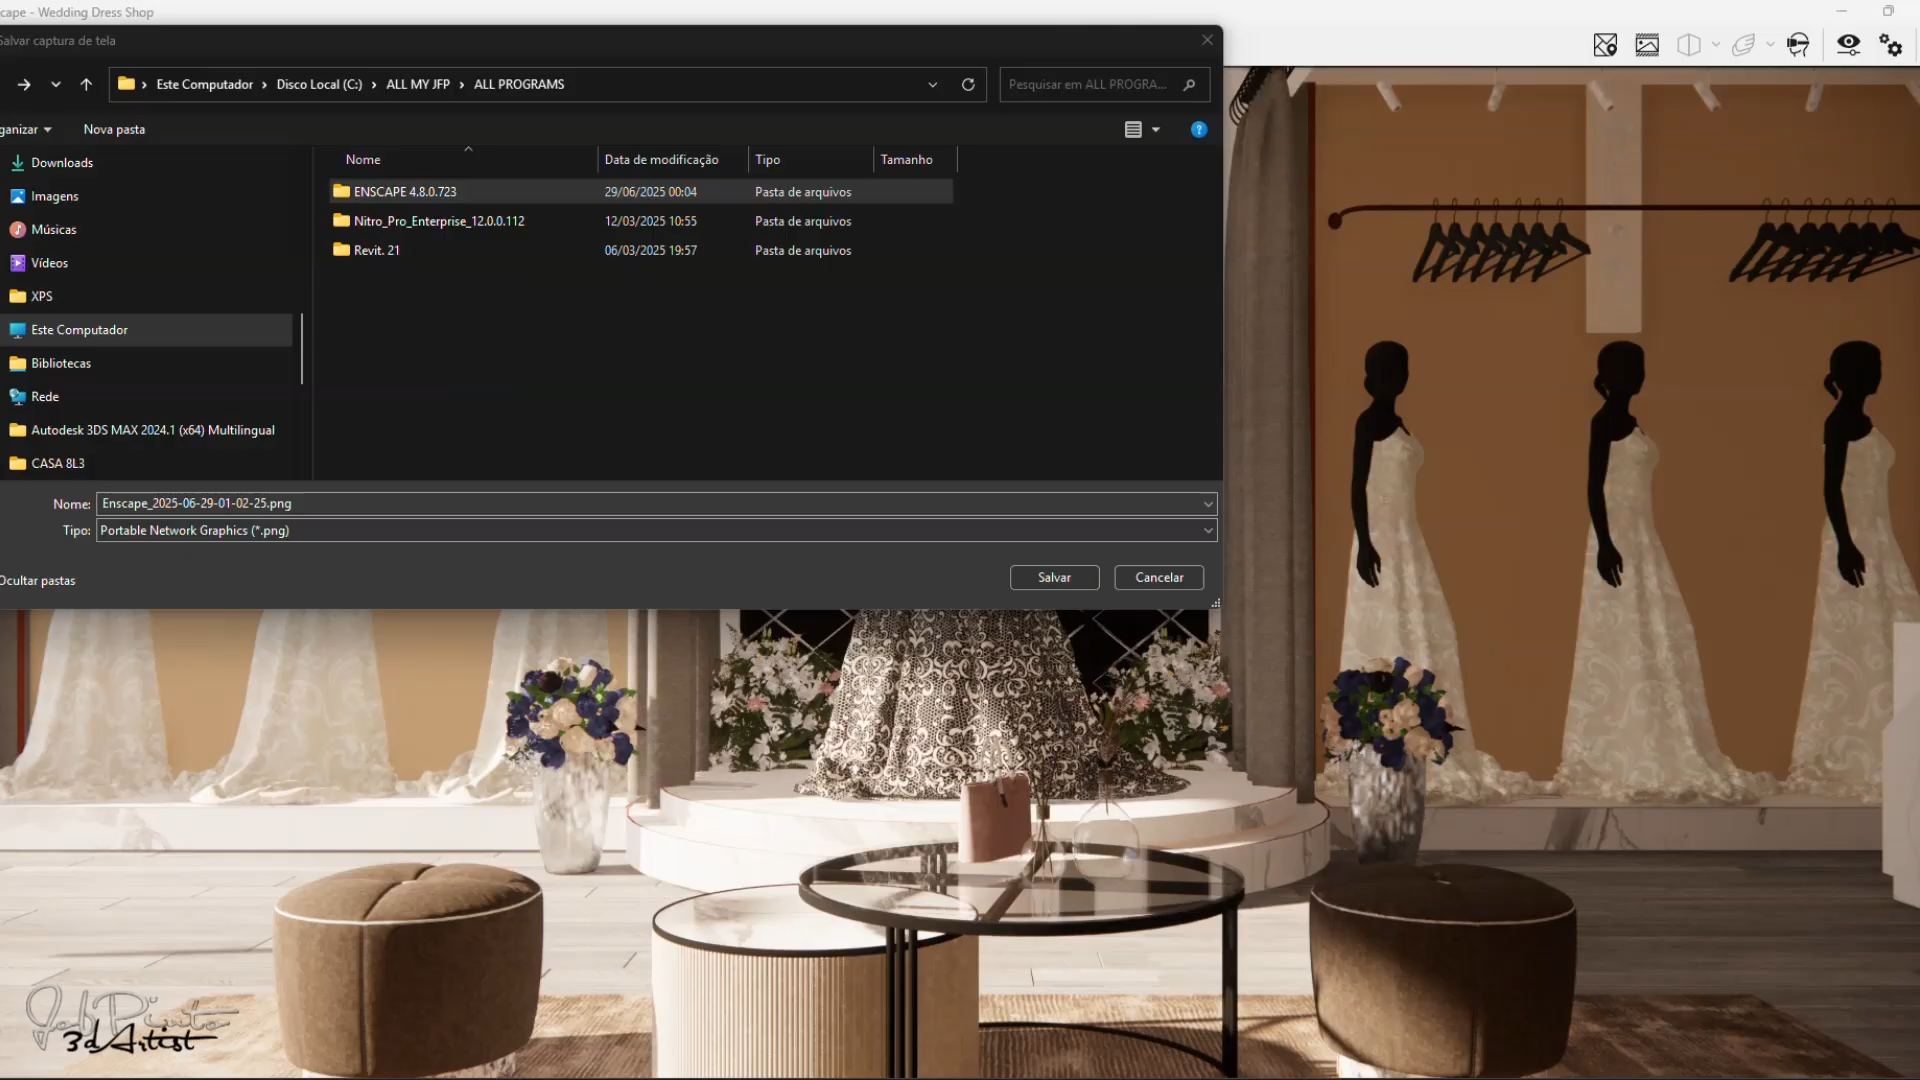 cape - Wedding Dress Shop
Salvar captura de tela
Este Computador › Disco Local (C:) › ALL MY JFP › ALL PROGRAMS
Pesquisar em ALL PROGRA...
ganizar
Nova pasta
Nome
Data de modificação
Tipo
Tamanho
Downloads
Imagens
Músicas
Vídeos
XPS
Este Computador
Bibliotecas
Rede
Autodesk 3DS MAX 2024.1 (x64) Multilingual
CASA 8L3
ENSCAPE 4.8.0.723 29/06/2025 00:04 Pasta de arquivos
Nitro_Pro_Enterprise_12.0.0.112 12/03/2025 10:55 Pasta de arquivos
Revit. 21 06/03/2025 19:57 Pasta de arquivos
Nome: Enscape_2025-06-29-01-02-25.png
Tipo: Portable Network Graphics (*.png)
Ocultar pastas
Salvar
Cancelar
3dArtist